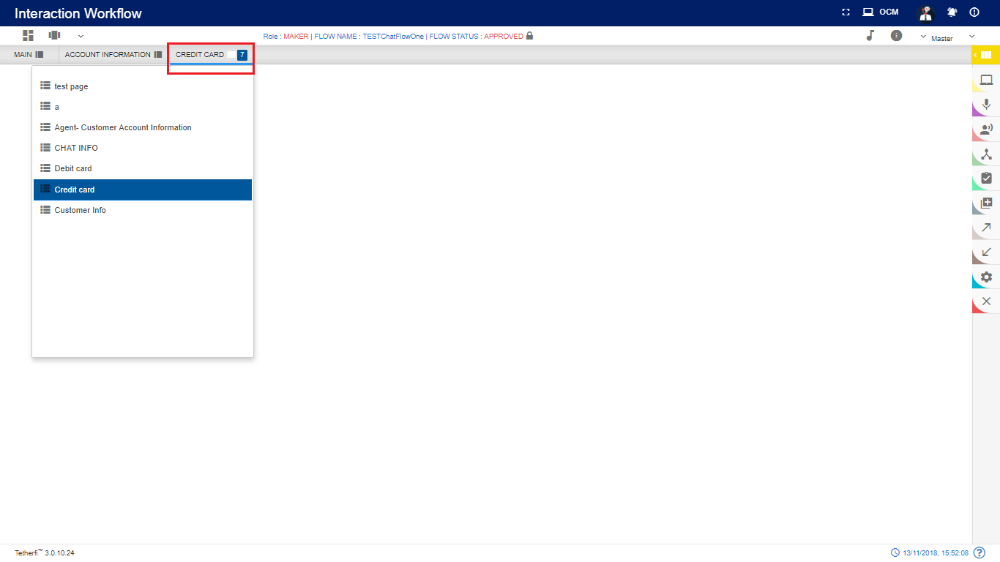 Interaction Workflow
OCM
Role : MAKER | FLOW NAME : TESTChatFlowOne | FLOW STATUS : APPROVED
Master
MAIN
ACCOUNT INFORMATION
CREDIT CARD 7
test page
a
Agent- Customer Account Information
CHAT INFO
Debit card
Credit card
Customer Info
Tetherfi™ 3.0.10.24
13/11/2018, 15:52:08 ?